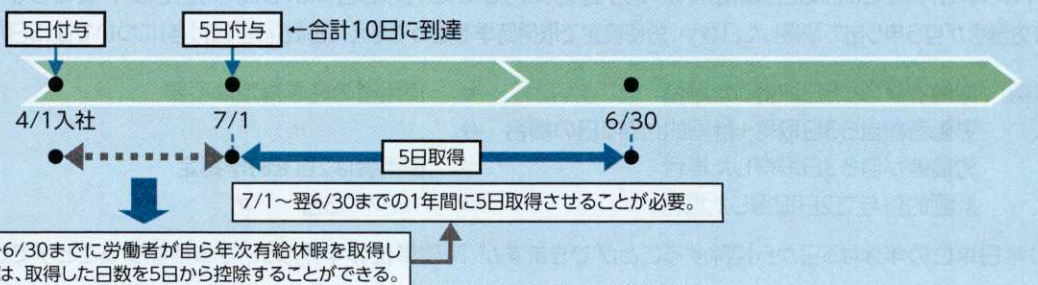 5日付与
5日付与
←合計10日に到達
4/1入社
7/1
6/30
5日取得
7/1～翌6/30までの1年間に5日取得させることが必要。
6/30までに労働者が自ら年次有給休暇を取得し
は、取得した日数を5日から控除することができる。